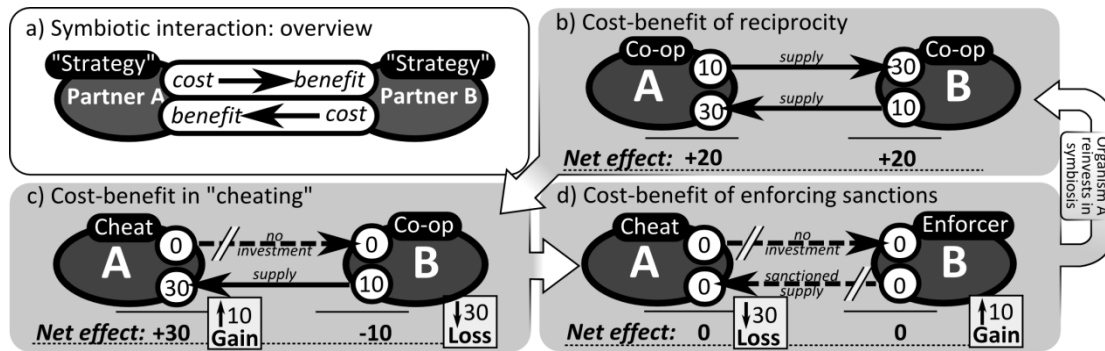 a) Symbiotic interaction: overview
"Strategy" "Strategy"
cost benefit
Partner A Partner B
benefit cost
b) Cost-benefit of reciprocity
Co-op Co-op
10 supply 30
A B
30 supply 10
Net effect: +20 +20
Organism A
reinvests in
symbiosis
c) Cost-benefit in "cheating"
Cheat Co-op
0 no 0
investment
A B
30 supply 10
↑10 ↓30
Net effect: +30 Gain -10 Loss
d) Cost-benefit of enforcing sanctions
Cheat Enforcer
0 no 0
investment
A B
0 sanctioned 0
supply
↓30 ↑10
Net effect: 0 Loss 0 Gain